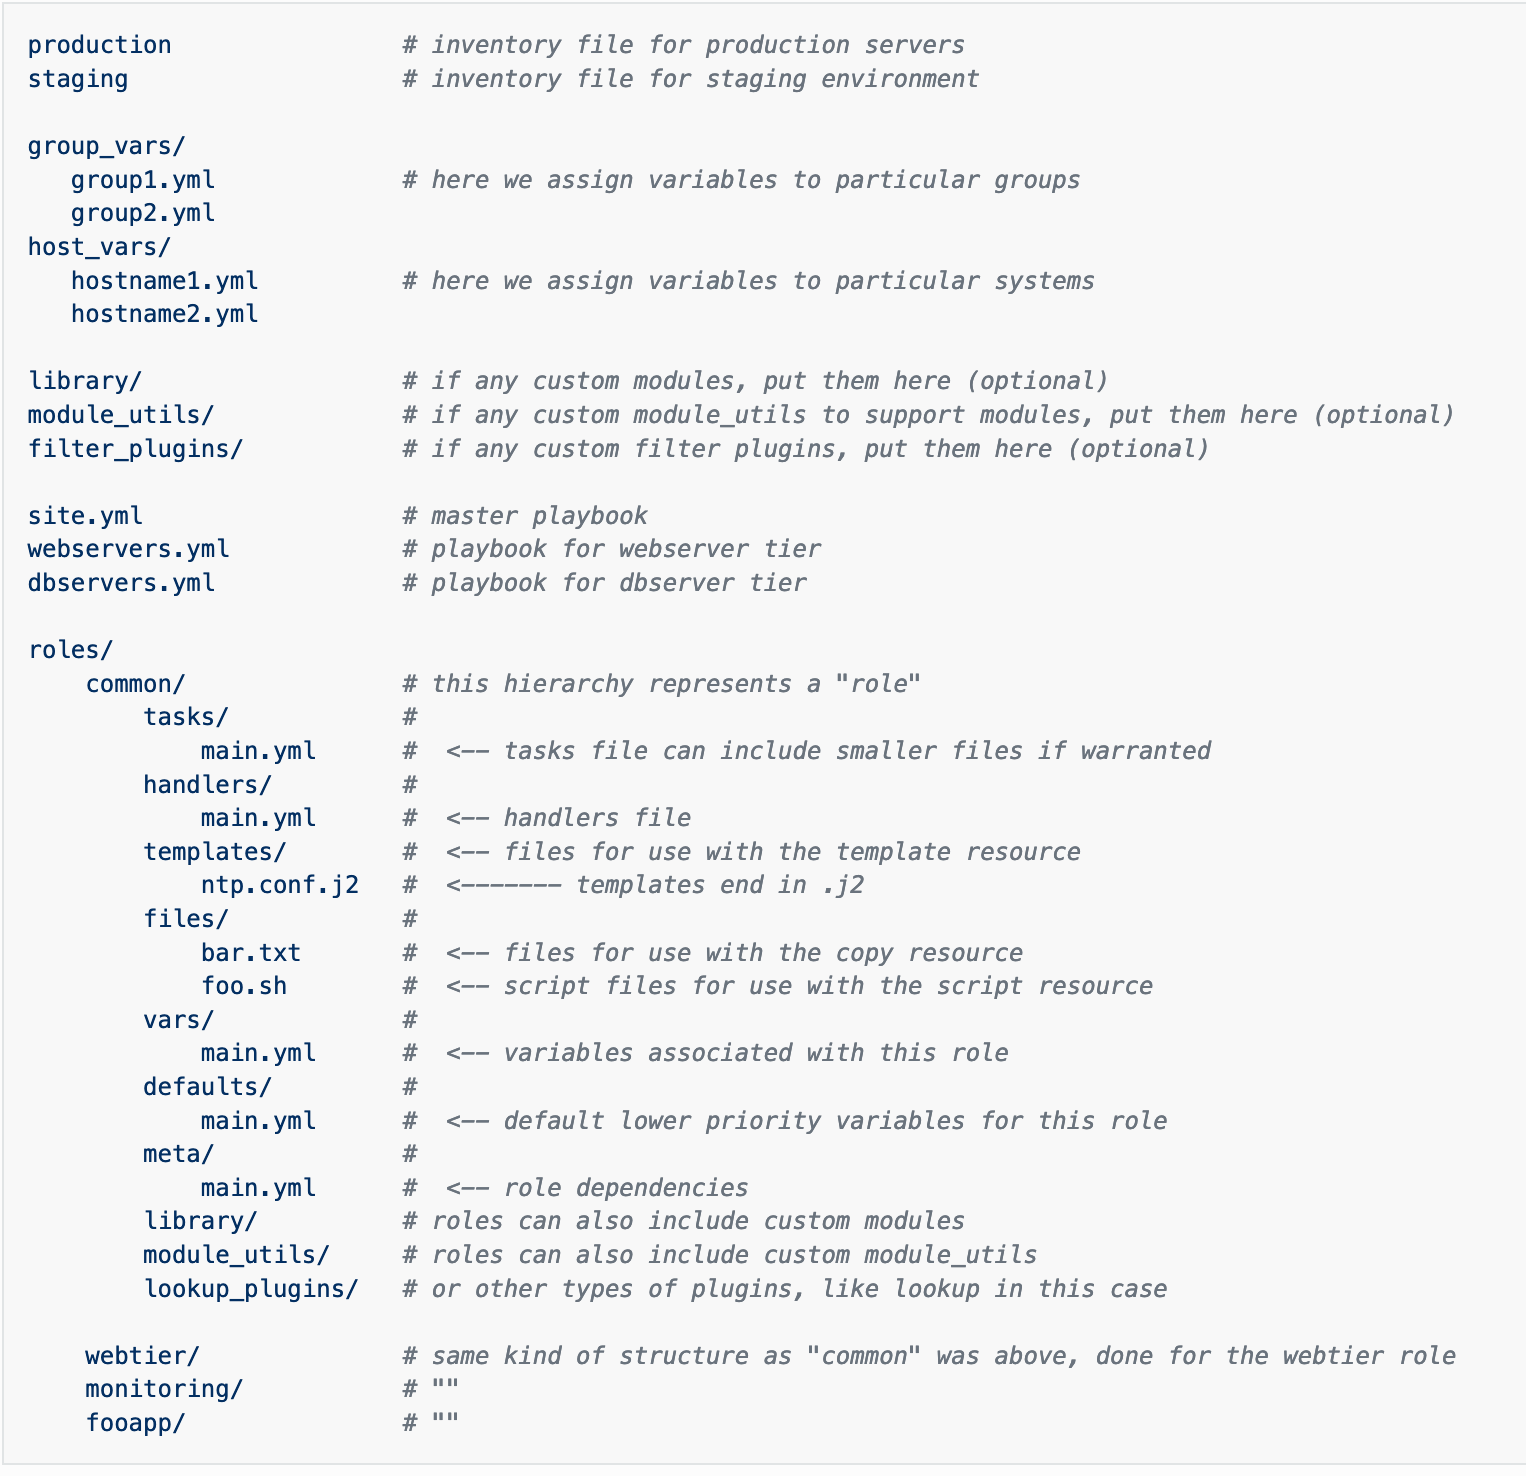 production                # inventory file for production servers
staging                   # inventory file for staging environment

group_vars/
   group1.yml             # here we assign variables to particular groups
   group2.yml
host_vars/
   hostname1.yml          # here we assign variables to particular systems
   hostname2.yml

library/                  # if any custom modules, put them here (optional)
module_utils/             # if any custom module_utils to support modules, put them here (optional)
filter_plugins/           # if any custom filter plugins, put them here (optional)

site.yml                  # master playbook
webservers.yml            # playbook for webserver tier
dbservers.yml             # playbook for dbserver tier

roles/
    common/               # this hierarchy represents a "role"
        tasks/            #
            main.yml      #  <-- tasks file can include smaller files if warranted
        handlers/         #
            main.yml      #  <-- handlers file
        templates/        #  <-- files for use with the template resource
            ntp.conf.j2   #  <------- templates end in .j2
        files/            #
            bar.txt       #  <-- files for use with the copy resource
            foo.sh        #  <-- script files for use with the script resource
        vars/             #
            main.yml      #  <-- variables associated with this role
        defaults/         #
            main.yml      #  <-- default lower priority variables for this role
        meta/             #
            main.yml      #  <-- role dependencies
        library/          # roles can also include custom modules
        module_utils/     # roles can also include custom module_utils
        lookup_plugins/   # or other types of plugins, like lookup in this case

    webtier/              # same kind of structure as "common" was above, done for the webtier role
    monitoring/           # ""
    fooapp/               # ""